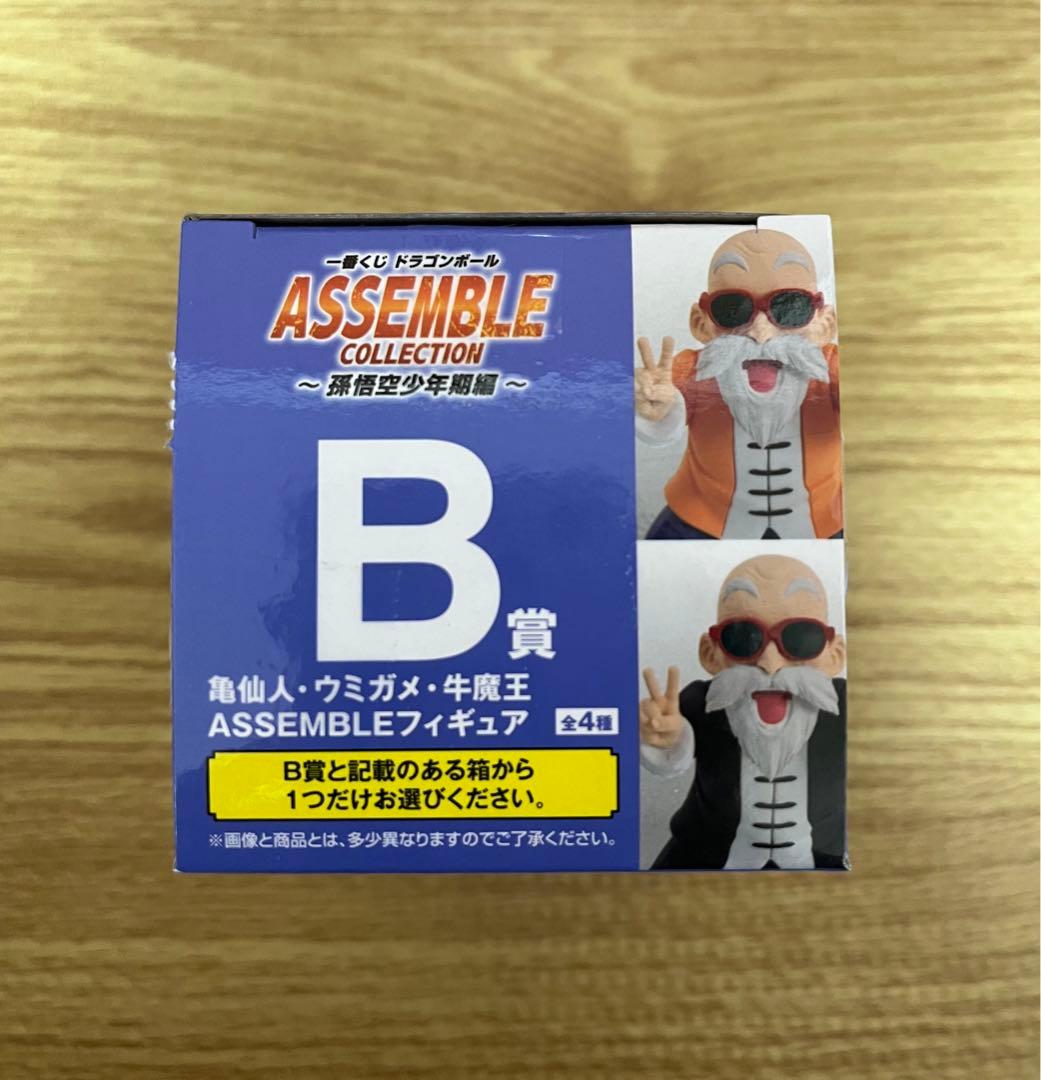 一番くじ ドラゴンボール
ASSEMBLE
COLLECTION
～ 孫悟空少年期編 ～
B賞
亀仙人・ウミガメ・牛魔王
ASSEMBLEフィギュア 全4種
B賞と記載のある箱から
1つだけお選びください。
※画像と商品とは、多少異なりますのでご了承ください。